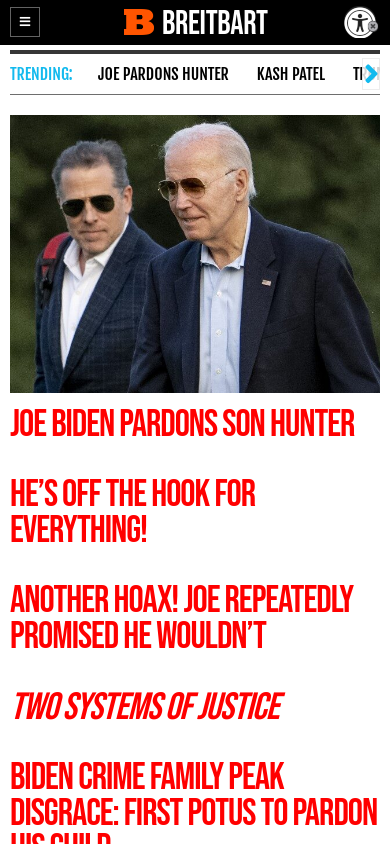 BREITBART
TRENDING: JOE PARDONS HUNTER KASH PATEL
JOE BIDEN PARDONS SON HUNTER
HE’S OFF THE HOOK FOR
EVERYTHING!
ANOTHER HOAX! JOE REPEATEDLY
PROMISED HE WOULDN’T
TWO SYSTEMS OF JUSTICE
BIDEN CRIME FAMILY PEAK
DISGRACE: FIRST POTUS TO PARDON
HIS CHILD